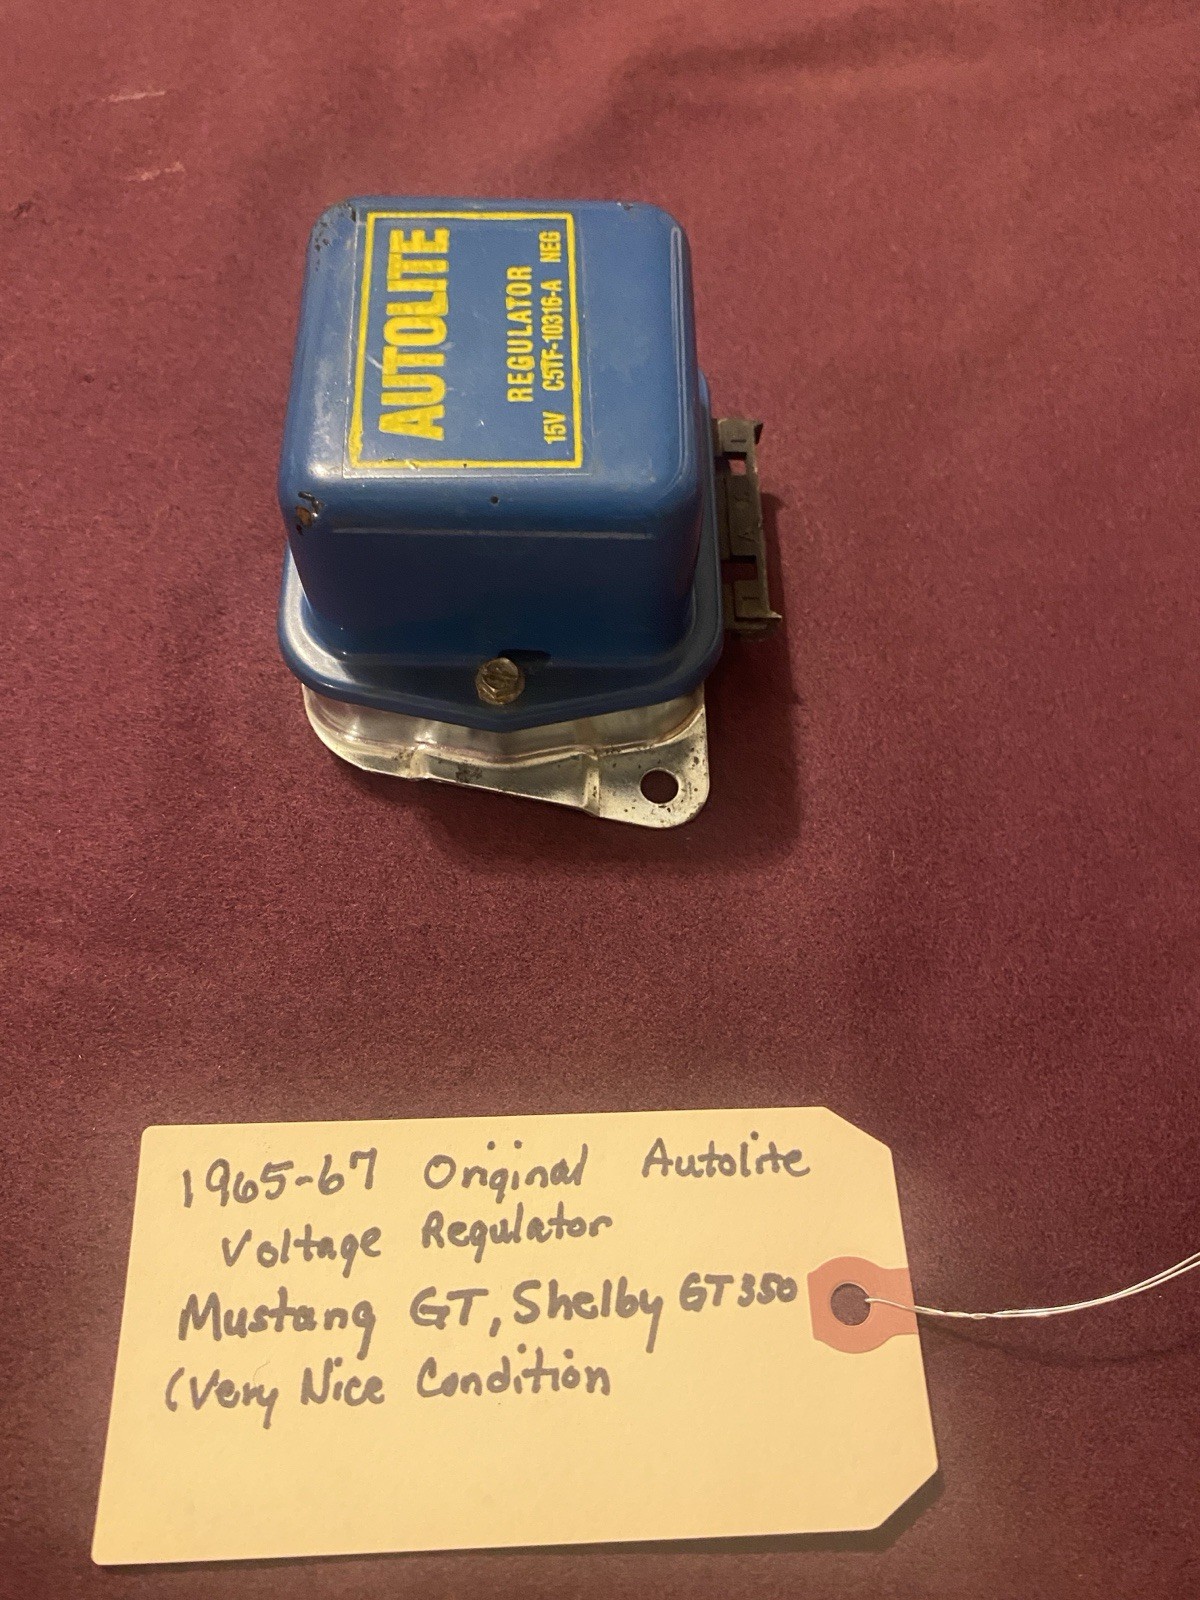 AUTOLITE
REGULATOR
15V C5TF-10316-A NEG
1965-67 Original Autolite
Voltage Regulator
Mustang GT, Shelby GT350
(Very Nice Condition